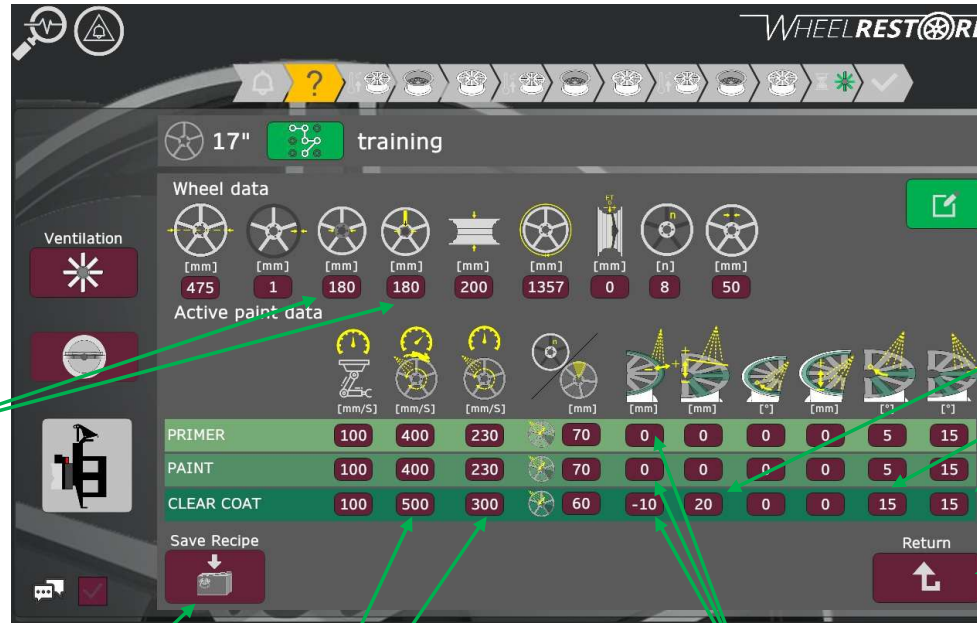 WHEELREST RE
?
17" training
Wheel data
Ventilation
[mm] [mm] [mm] [mm] [mm] [mm] [mm] [n] [mm]
475 1 180 180 200 1357 0 8 50
Active paint data
[mm/S] [mm/S] [mm/S] [mm] [mm] [mm] [°] [mm] [°] [°]
PRIMER 100 400 230 70 0 0 0 0 5 15
PAINT 100 400 230 70 0 0 0 0 5 15
CLEAR COAT 100 500 300 60 -10 20 0 0 15 15
Save Recipe
Return